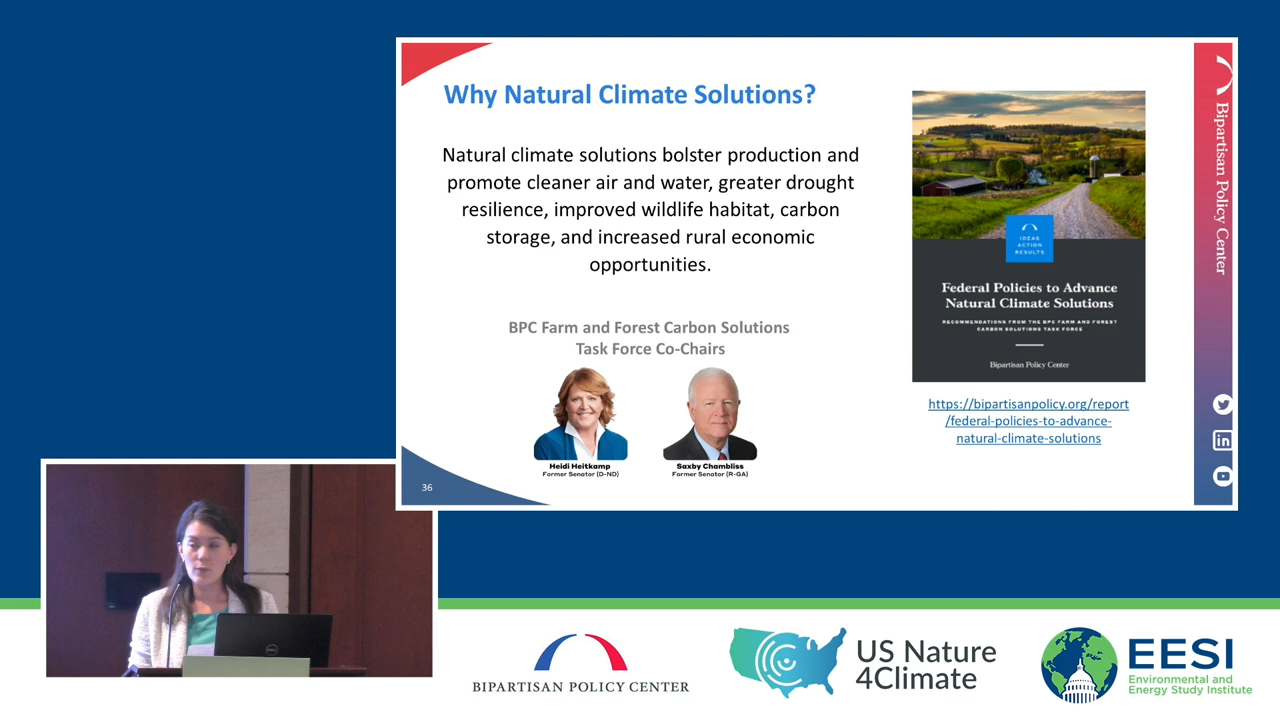 Why Natural Climate Solutions?
Natural climate solutions bolster production and
promote cleaner air and water, greater drought
resilience, improved wildlife habitat, carbon
storage, and increased rural economic
opportunities.
BPC Farm and Forest Carbon Solutions
Task Force Co-Chairs
Heidi Heitkamp
Former Senator (D-ND)
Saxby Chambliss
Former Senator (R-GA)
36
IDEAS
ACTION
RESULTS
Federal Policies to Advance
Natural Climate Solutions
RECOMMENDATIONS FROM THE BPC FARM AND FOREST
CARBON SOLUTIONS TASK FORCE
Bipartisan Policy Center
https://bipartisanpolicy.org/report
/federal-policies-to-advance-
natural-climate-solutions
Bipartisan Policy Center
in
DELL
BIPARTISAN POLICY CENTER
US Nature
4Climate
EESI
Environmental and
Energy Study Institute